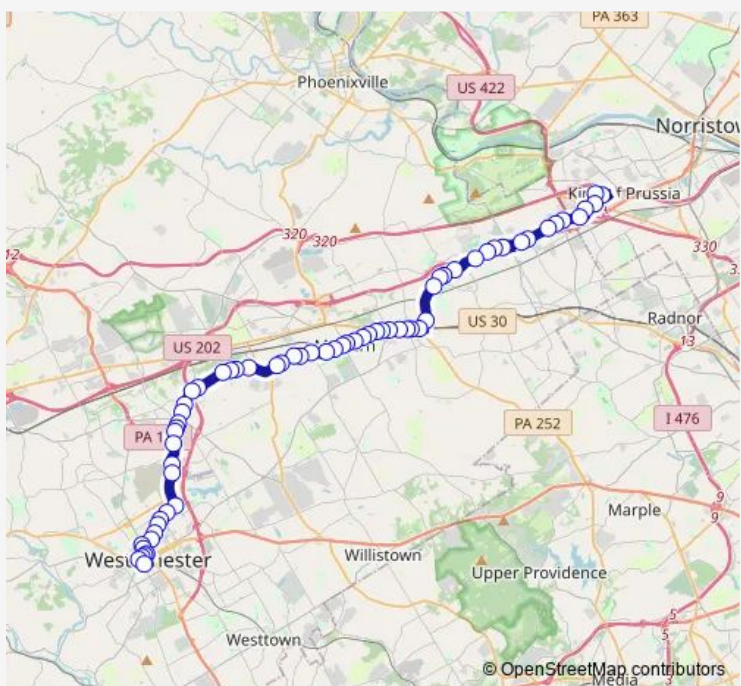 PA 363
Phoenixville
US 422
Norristow
320
320
12
330
US 30
Radnor
13
US 202
I 476
PA 252
PA 1
9
9
Marple
Willistown
Upper Providence
5
5
Westtown
Media
© OpenStreetMap contributors